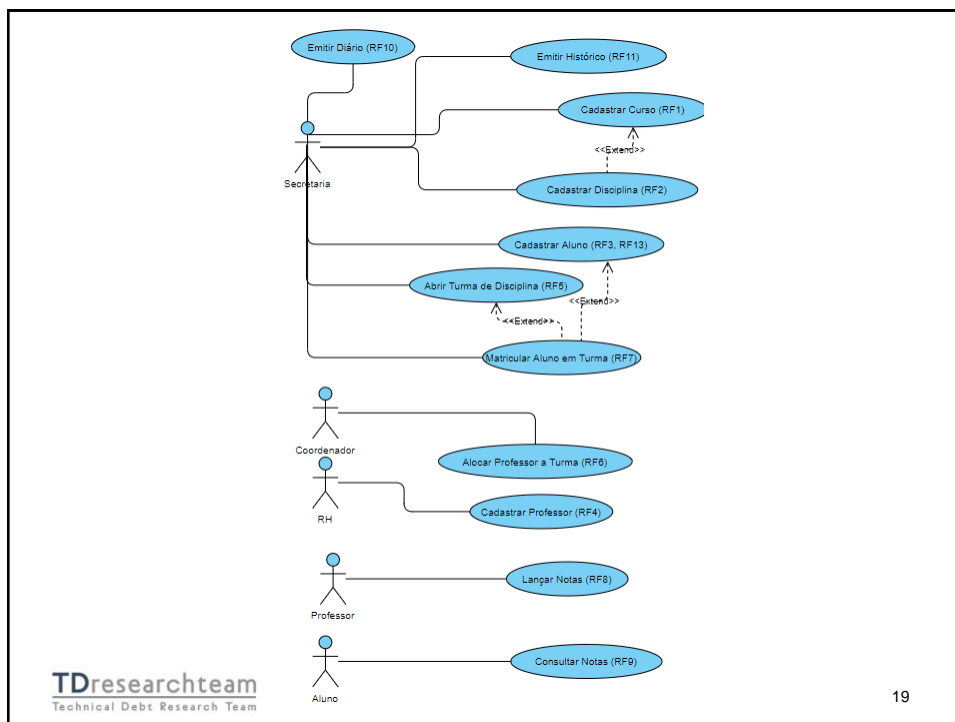 Emitir Diário (RF10)
Emitir Histórico (RF11)
Cadastrar Curso (RF1)
<<Extend>>
Secretaria
Cadastrar Disciplina (RF2)
Cadastrar Aluno (RF3, RF13)
Abrir Turma de Disciplina (RF5)
<<Extend>>
<<Extend>>
Matricular Aluno em Turma (RF7)
Coordenador
Alocar Professor a Turma (RF6)
RH
Cadastrar Professor (RF4)
Lançar Notas (RF8)
Professor
Consultar Notas (RF9)
Aluno
TDresearchteam
Technical Debt Research Team
19